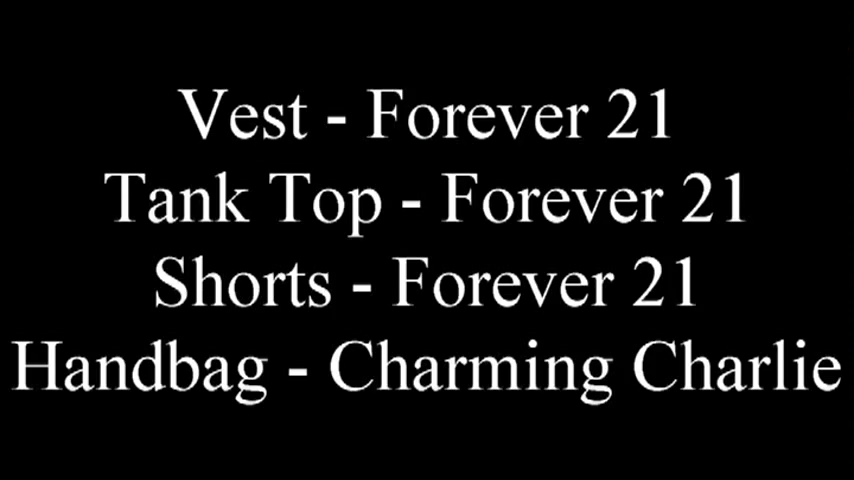 Vest - Forever 21
Tank Top - Forever 21
Shorts - Forever 21
Handbag - Charming Charlie